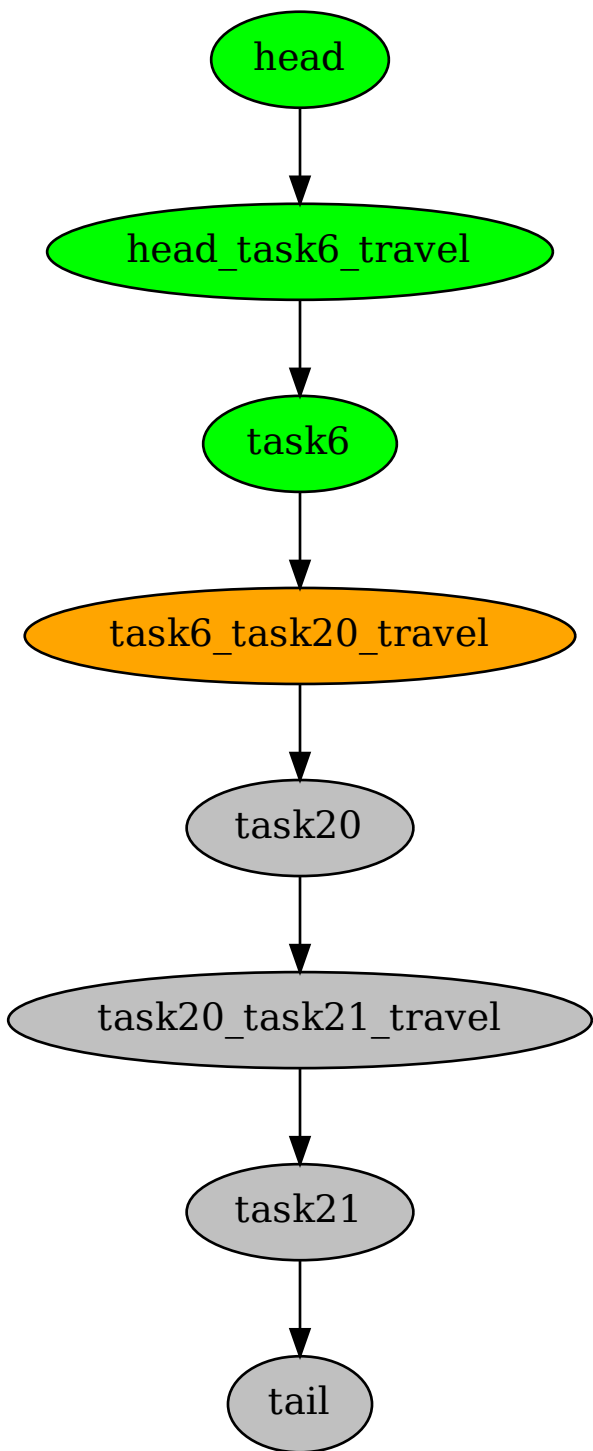 head
head_task6_travel
task6
task6_task20_travel
task20
task20_task21_travel
task21
tail